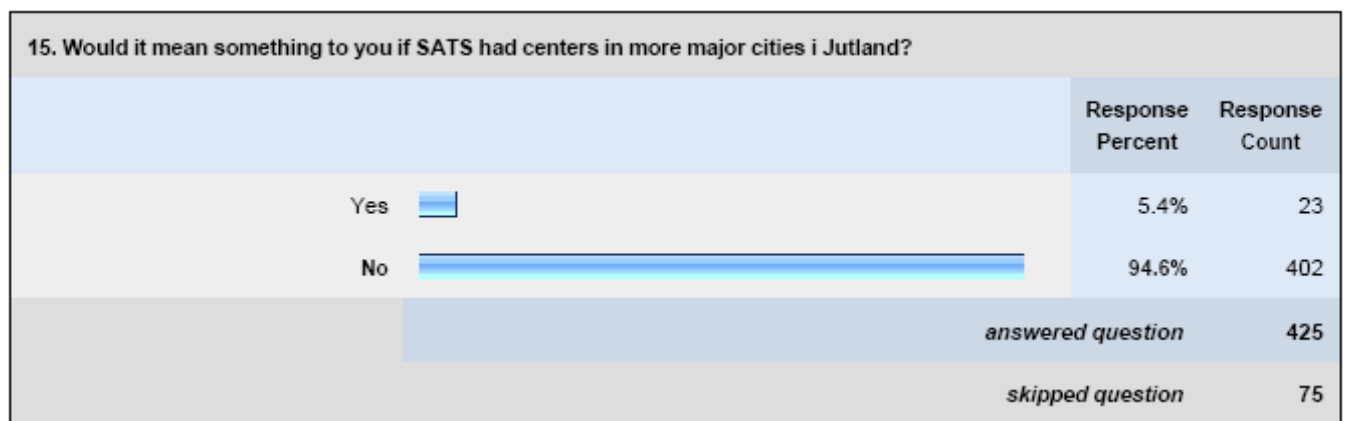 15. Would it mean something to you if SATS had centers in more major cities i Jutland?
Response Response
Percent Count
Yes 5.4% 23
No 94.6% 402
answered question 425
skipped question 75